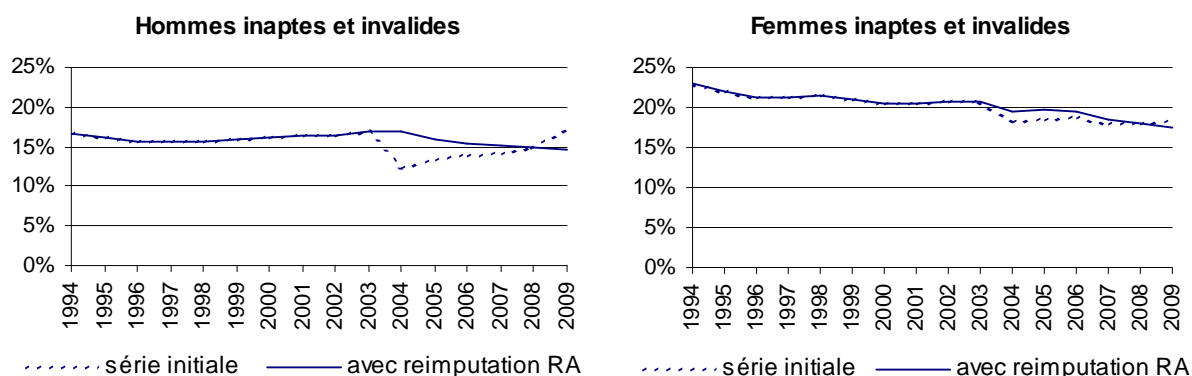 Hommes inaptes et invalides
25%
20%
15%
10%
5%
0%
1994 1995 1996 1997 1998 1999 2000 2001 2002 2003 2004 2005 2006 2007 2008 2009
série initiale avec reimputation RA
Femmes inaptes et invalides
25%
20%
15%
10%
5%
0%
1994 1995 1996 1997 1998 1999 2000 2001 2002 2003 2004 2005 2006 2007 2008 2009
série initiale avec reimputation RA